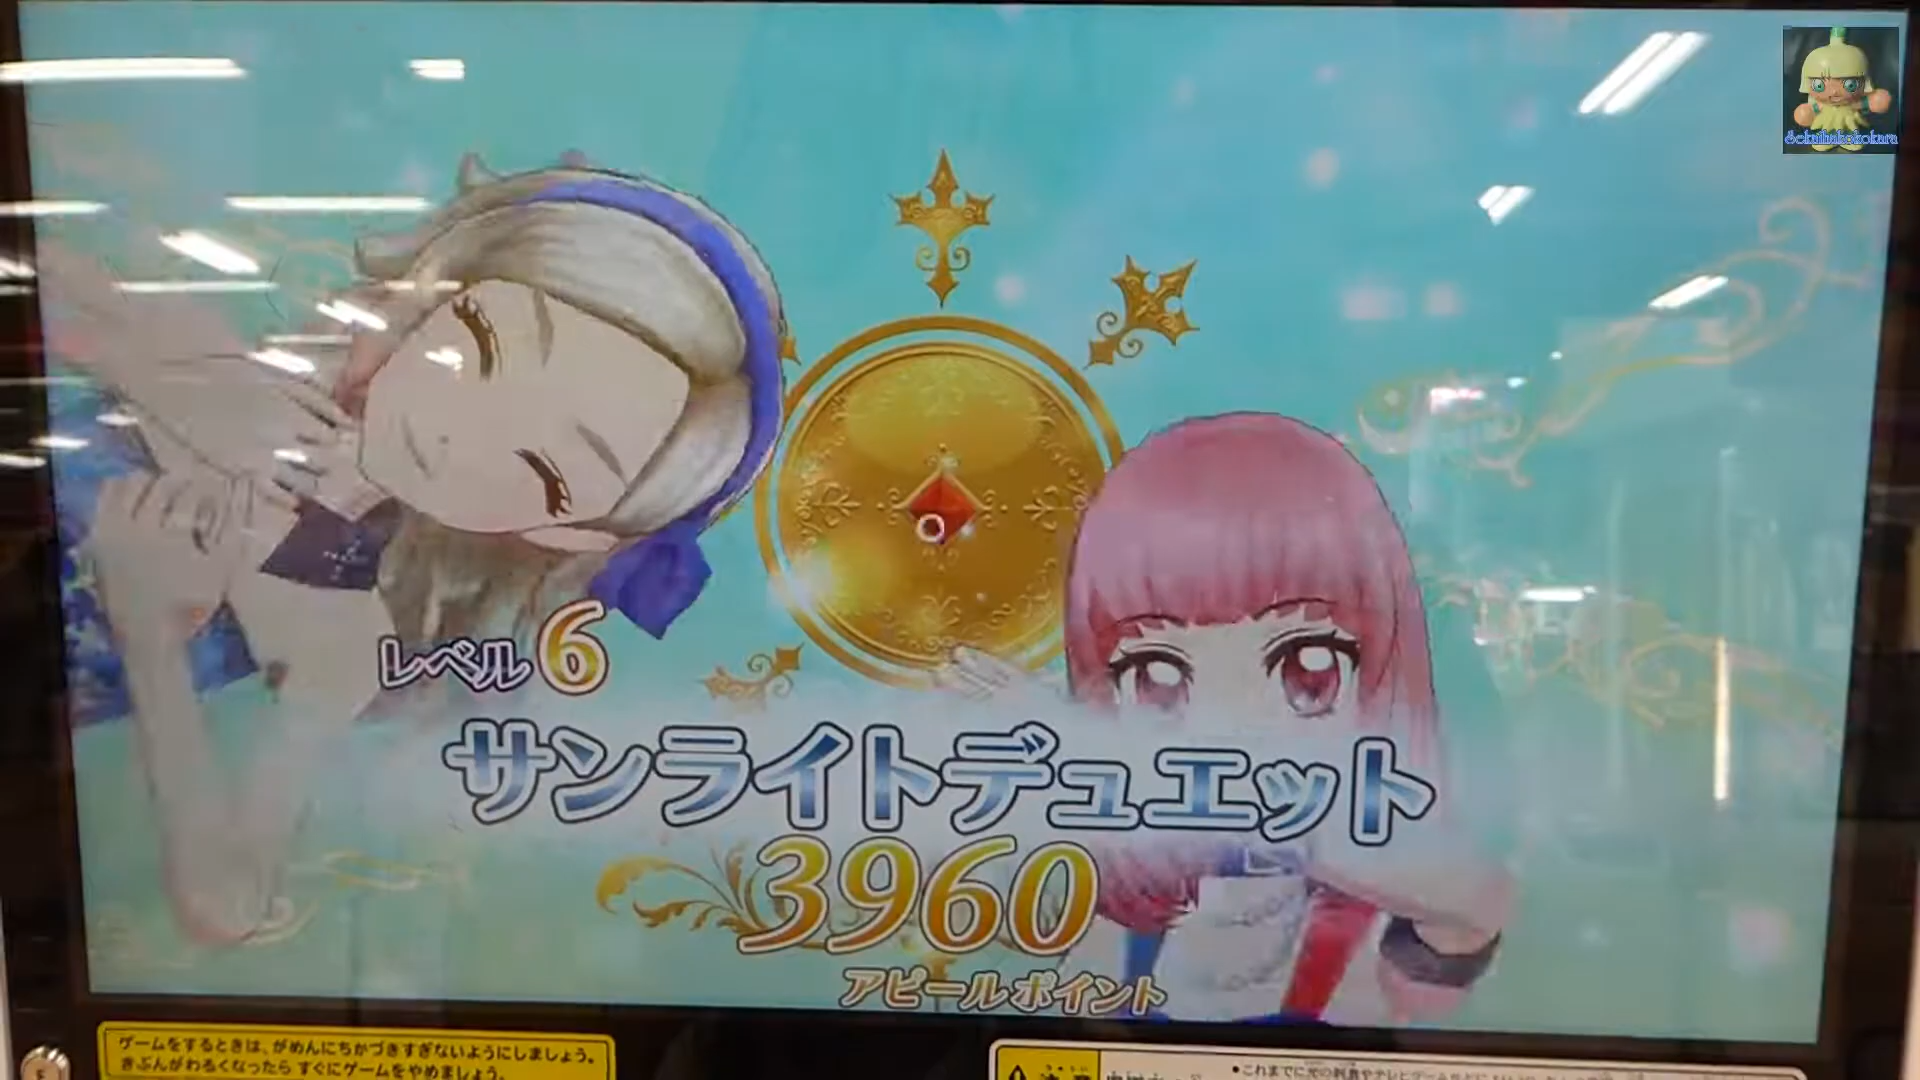 Sekaihakokokara
レベル6
サンライトデュエット
3960
アピールポイント
ゲームをするときは、がめんにちかづきすぎないようにしましょう。
きぶんがわるくなったら すぐにゲームをやめましょう。